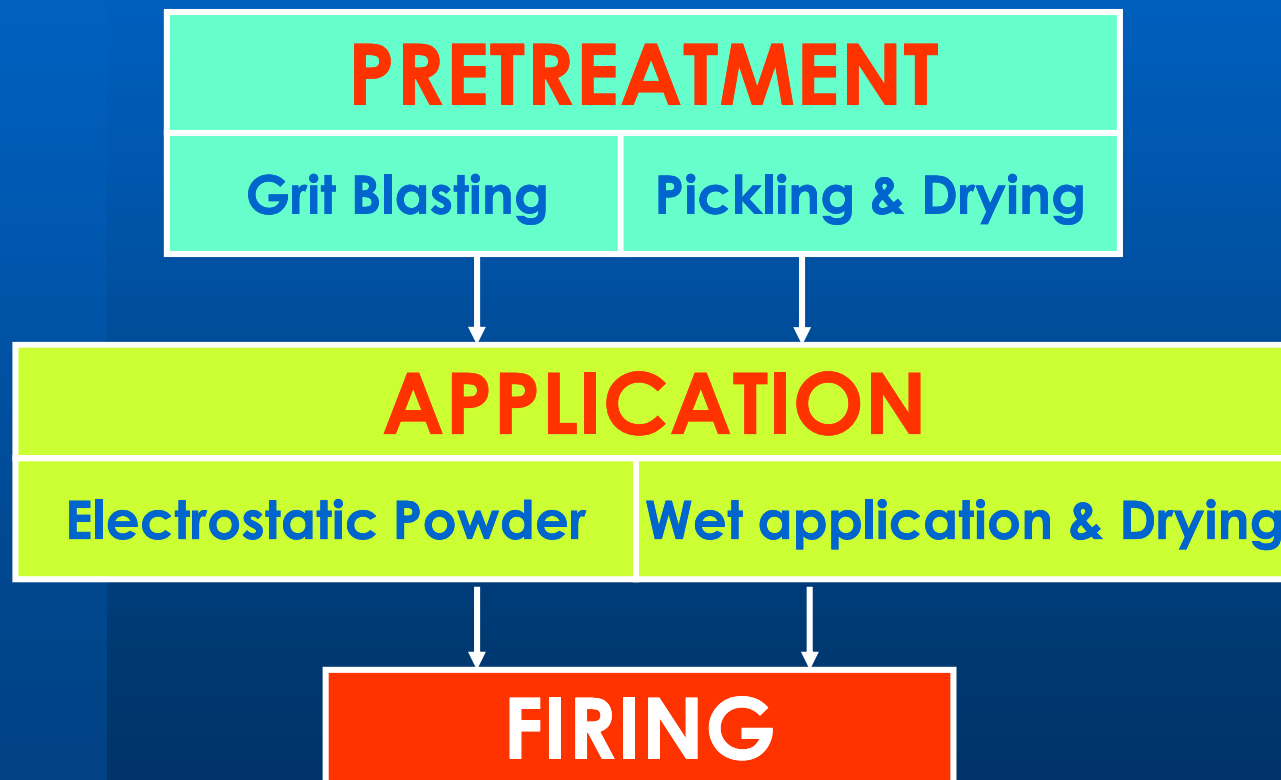 PRETREATMENT
Grit Blasting
Pickling & Drying
APPLICATION
Electrostatic Powder
Wet application & Drying
FIRING